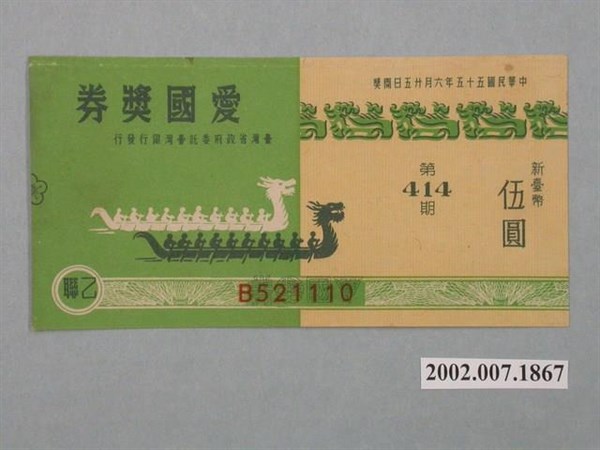 中華民國五十五年六月廿五日開獎
愛國獎券
臺灣省政府委託臺灣銀行發行
新臺幣
伍圓
第
414
期
乙聯
B521110
2002.007.1867